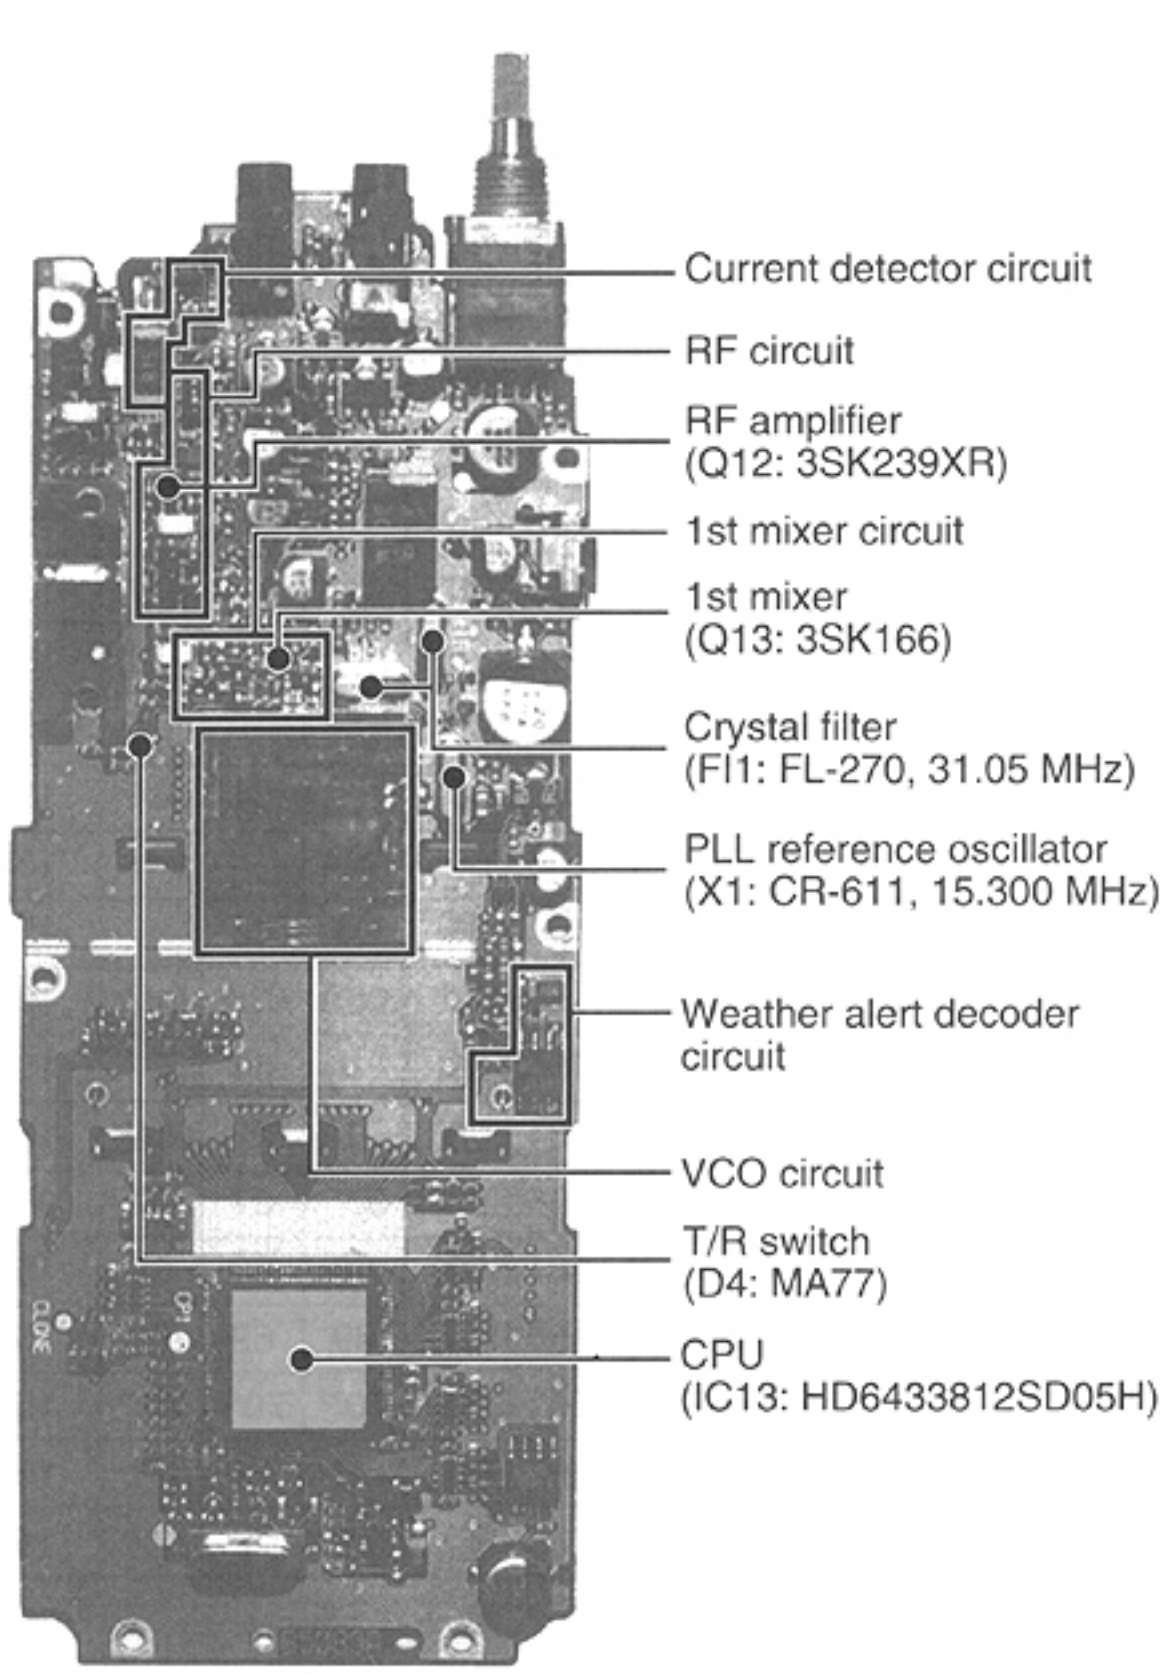 Current detector circuit
RF circuit
RF amplifier
(Q12: 3SK239XR)
1st mixer circuit
1st mixer
(Q13: 3SK166)
Crystal filter
(FI1: FL-270, 31.05 MHz)
PLL reference oscillator
(X1: CR-611, 15.300 MHz)
Weather alert decoder
circuit
VCO circuit
T/R switch
(D4: MA77)
CPU
(IC13: HD6433812SD05H)
CLONE
CP1